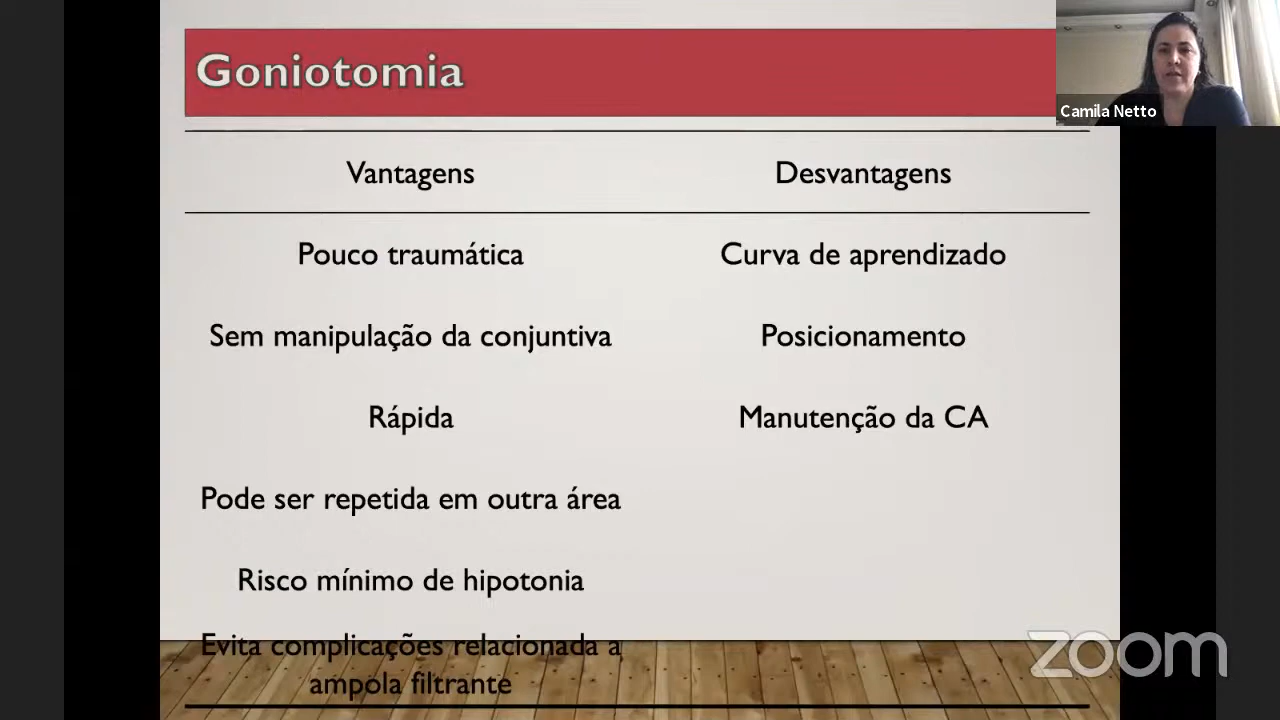 Goniotomia
Camila Netto
Vantagens
Desvantagens
Pouco traumática
Curva de aprendizado
Sem manipulação da conjuntiva
Posicionamento
Rápida
Manutenção da CA
Pode ser repetida em outra área
Risco mínimo de hipotonia
Evita complicações relacionada a
ampola filtrante
zoom